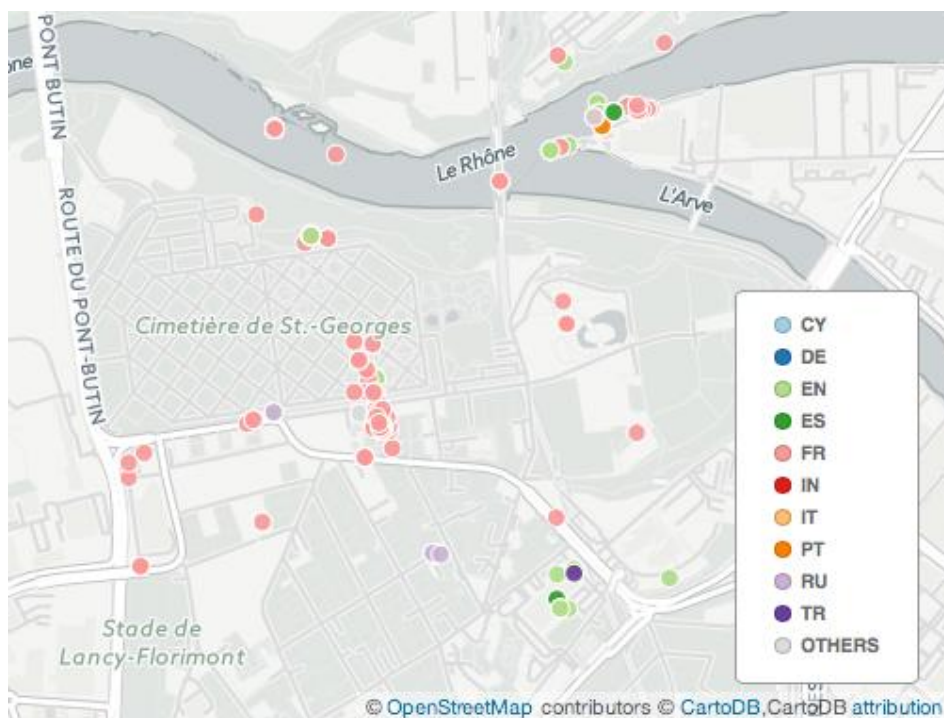 PONT BUTIN
Le Rhône
L'Arve
ROUTE DU PONT-BUTIN
Cimetière de St.-Georges
Stade de
Lancy-Florimont
CY
DE
EN
ES
FR
IN
IT
PT
RU
TR
OTHERS
© OpenStreetMap contributors © CartoDB,CartoDB attribution